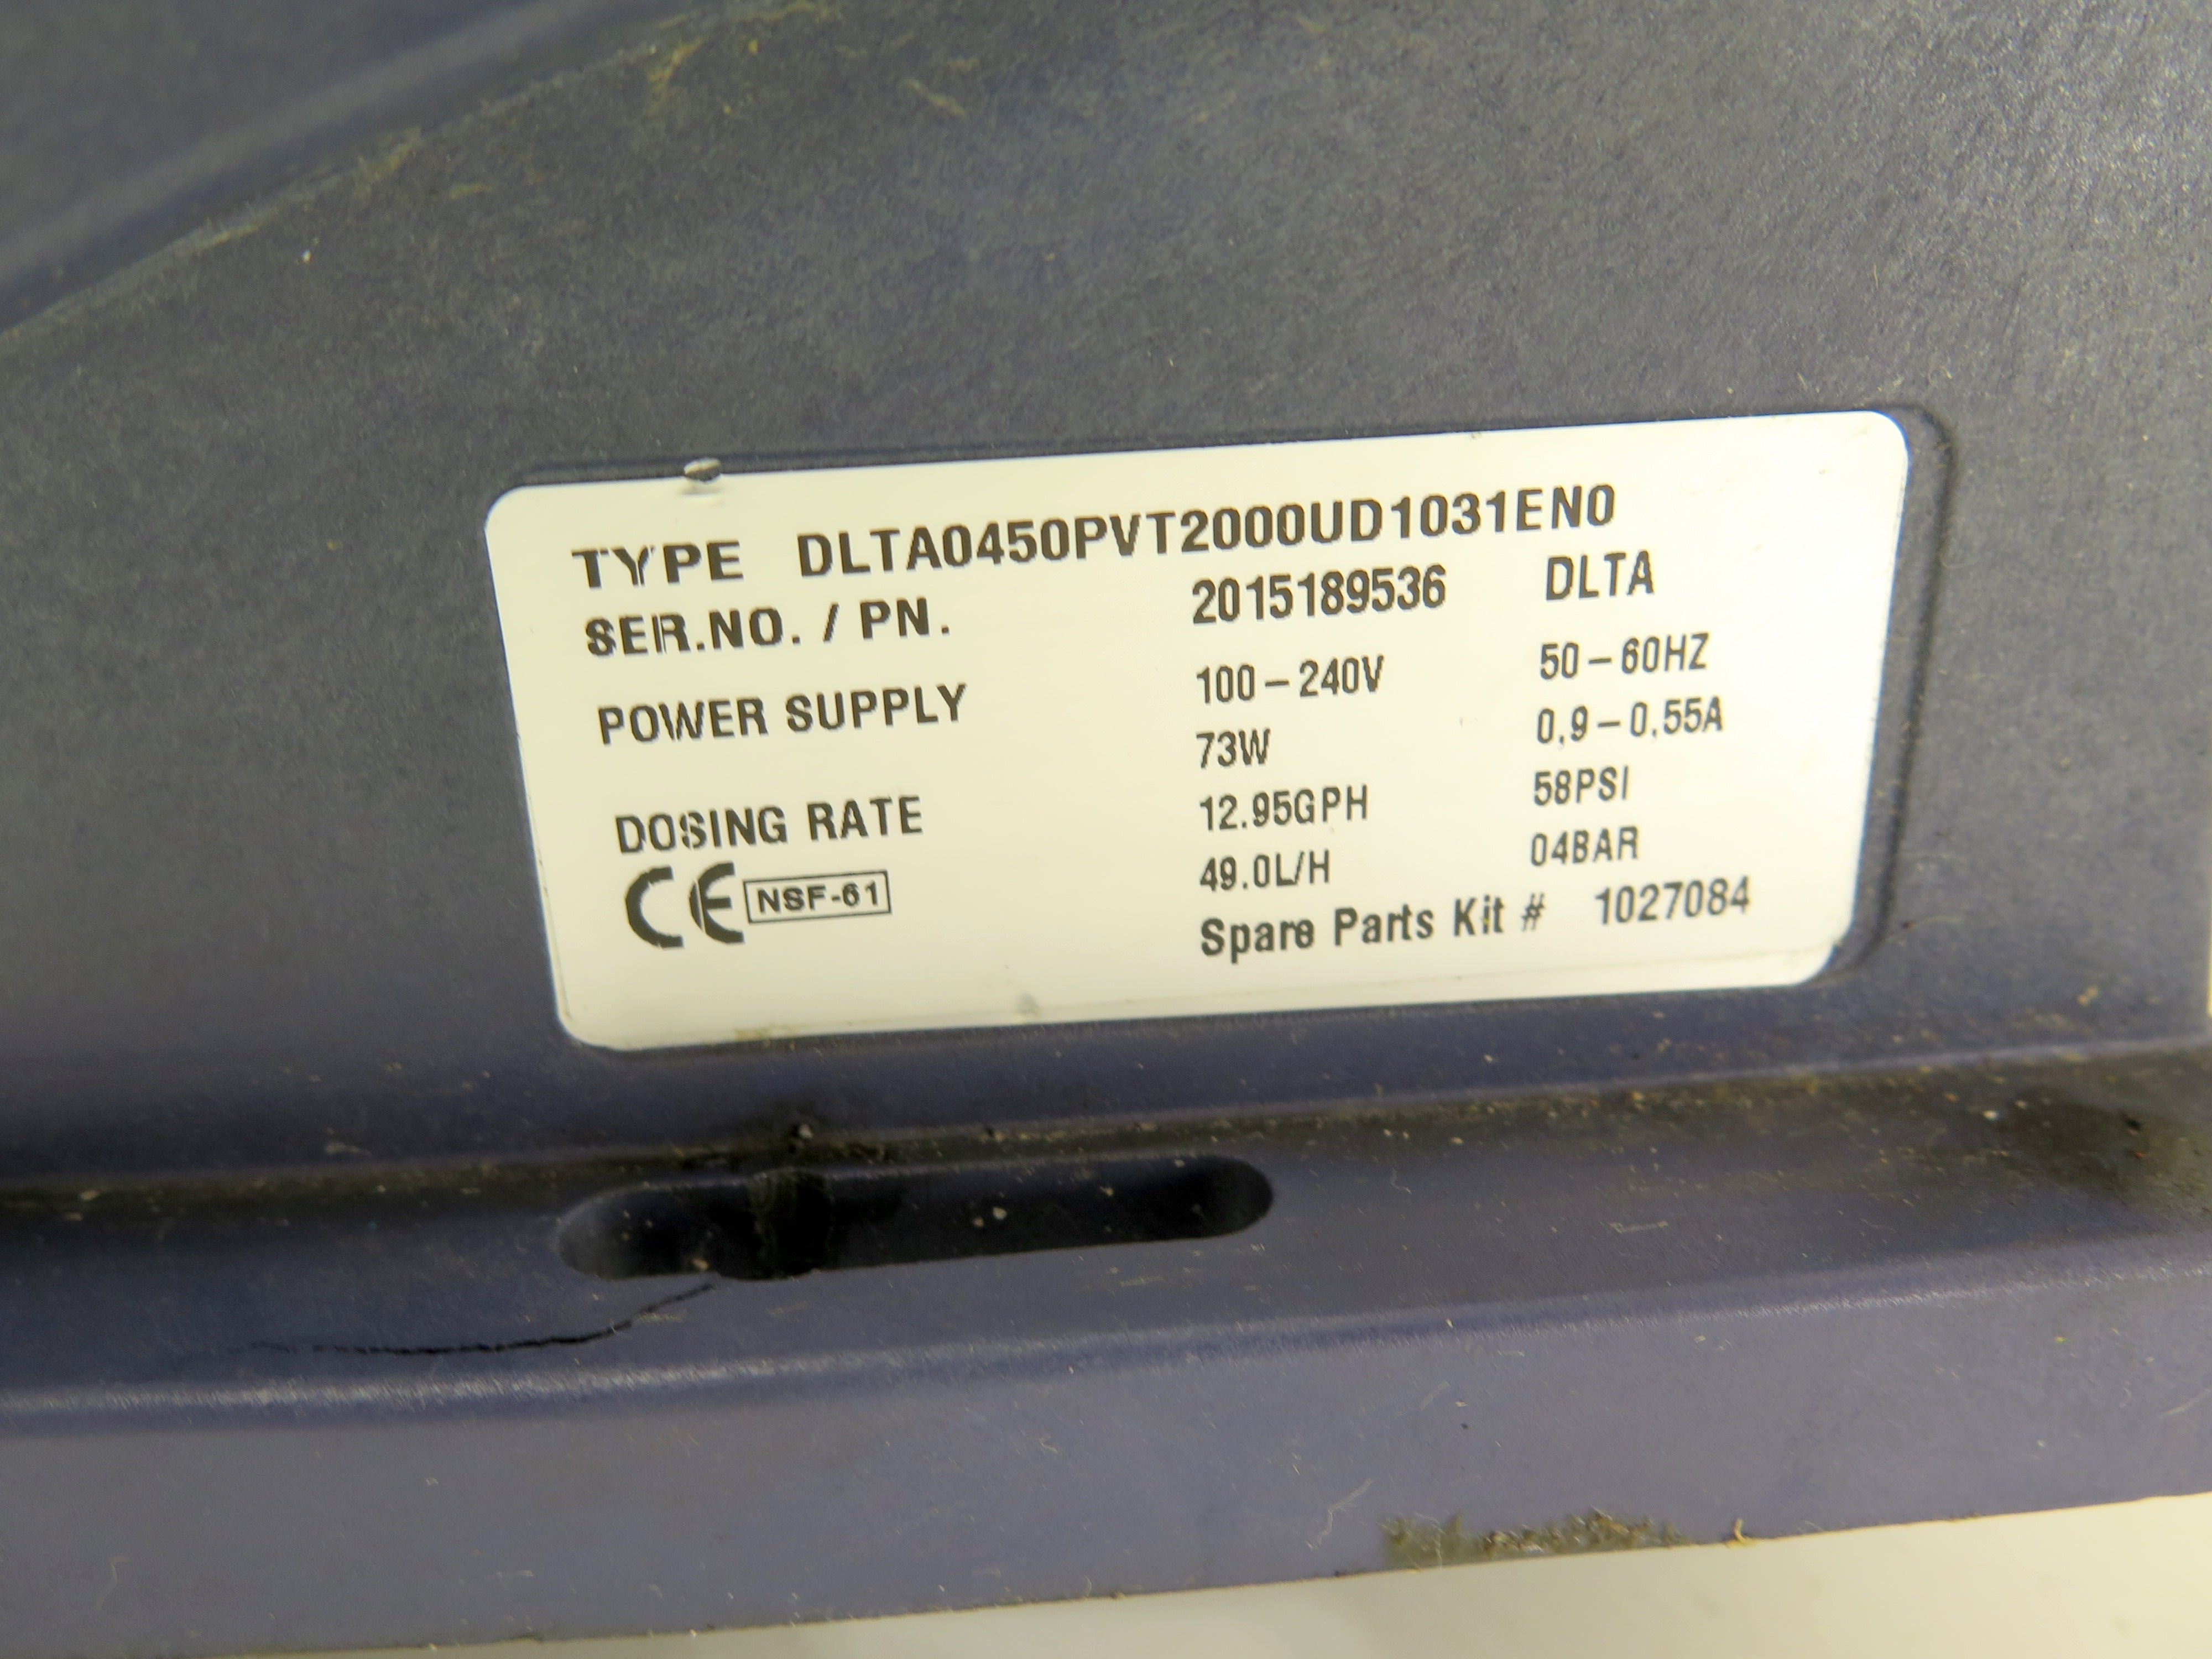 TYPE DLTA0450PVT2000UD1031EN0
SER.NO. / PN. 2015189536 DLTA
POWER SUPPLY 100-240V 50-60HZ
73W 0,9-0,55A
DOSING RATE 12.95GPH 58PSI
49.0L/H 04BAR
CE NSF-61 Spare Parts Kit # 1027084